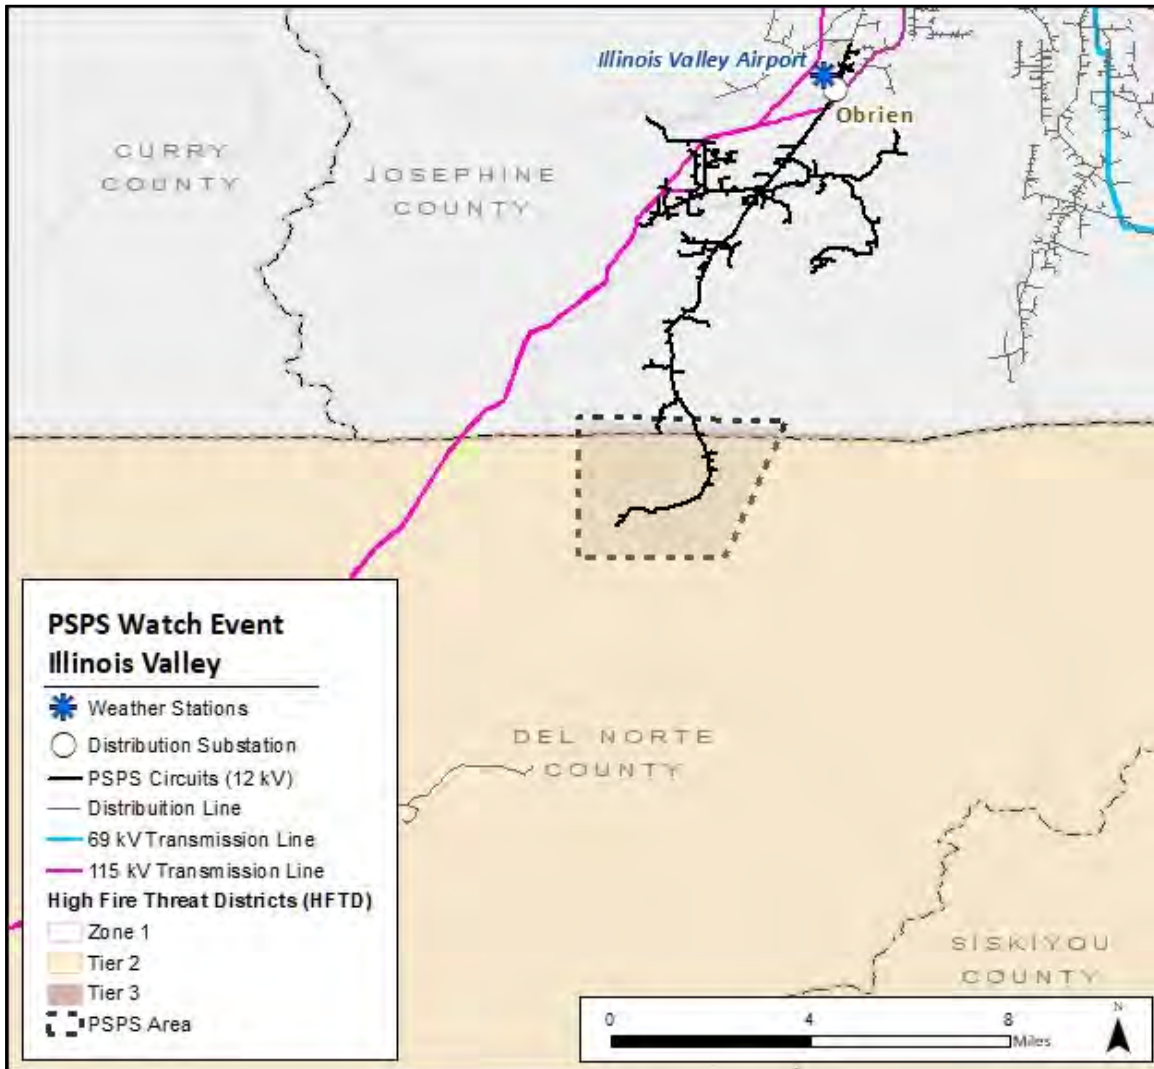 Illinois Valley Airport
Obrien
CURRY
COUNTY
JOSEPHINE
COUNTY
PSPS Watch Event
Illinois Valley
Weather Stations
Distribution Substation
PSPS Circuits (12 kV)
Distribuition Line
69 kV Transmission Line
115 kV Transmission Line
High Fire Threat Districts (HFTD)
Zone 1
Tier 2
Tier 3
PSPS Area
DEL NORTE
COUNTY
SISKIYOU
COUNTY
0 4 8
Miles
N